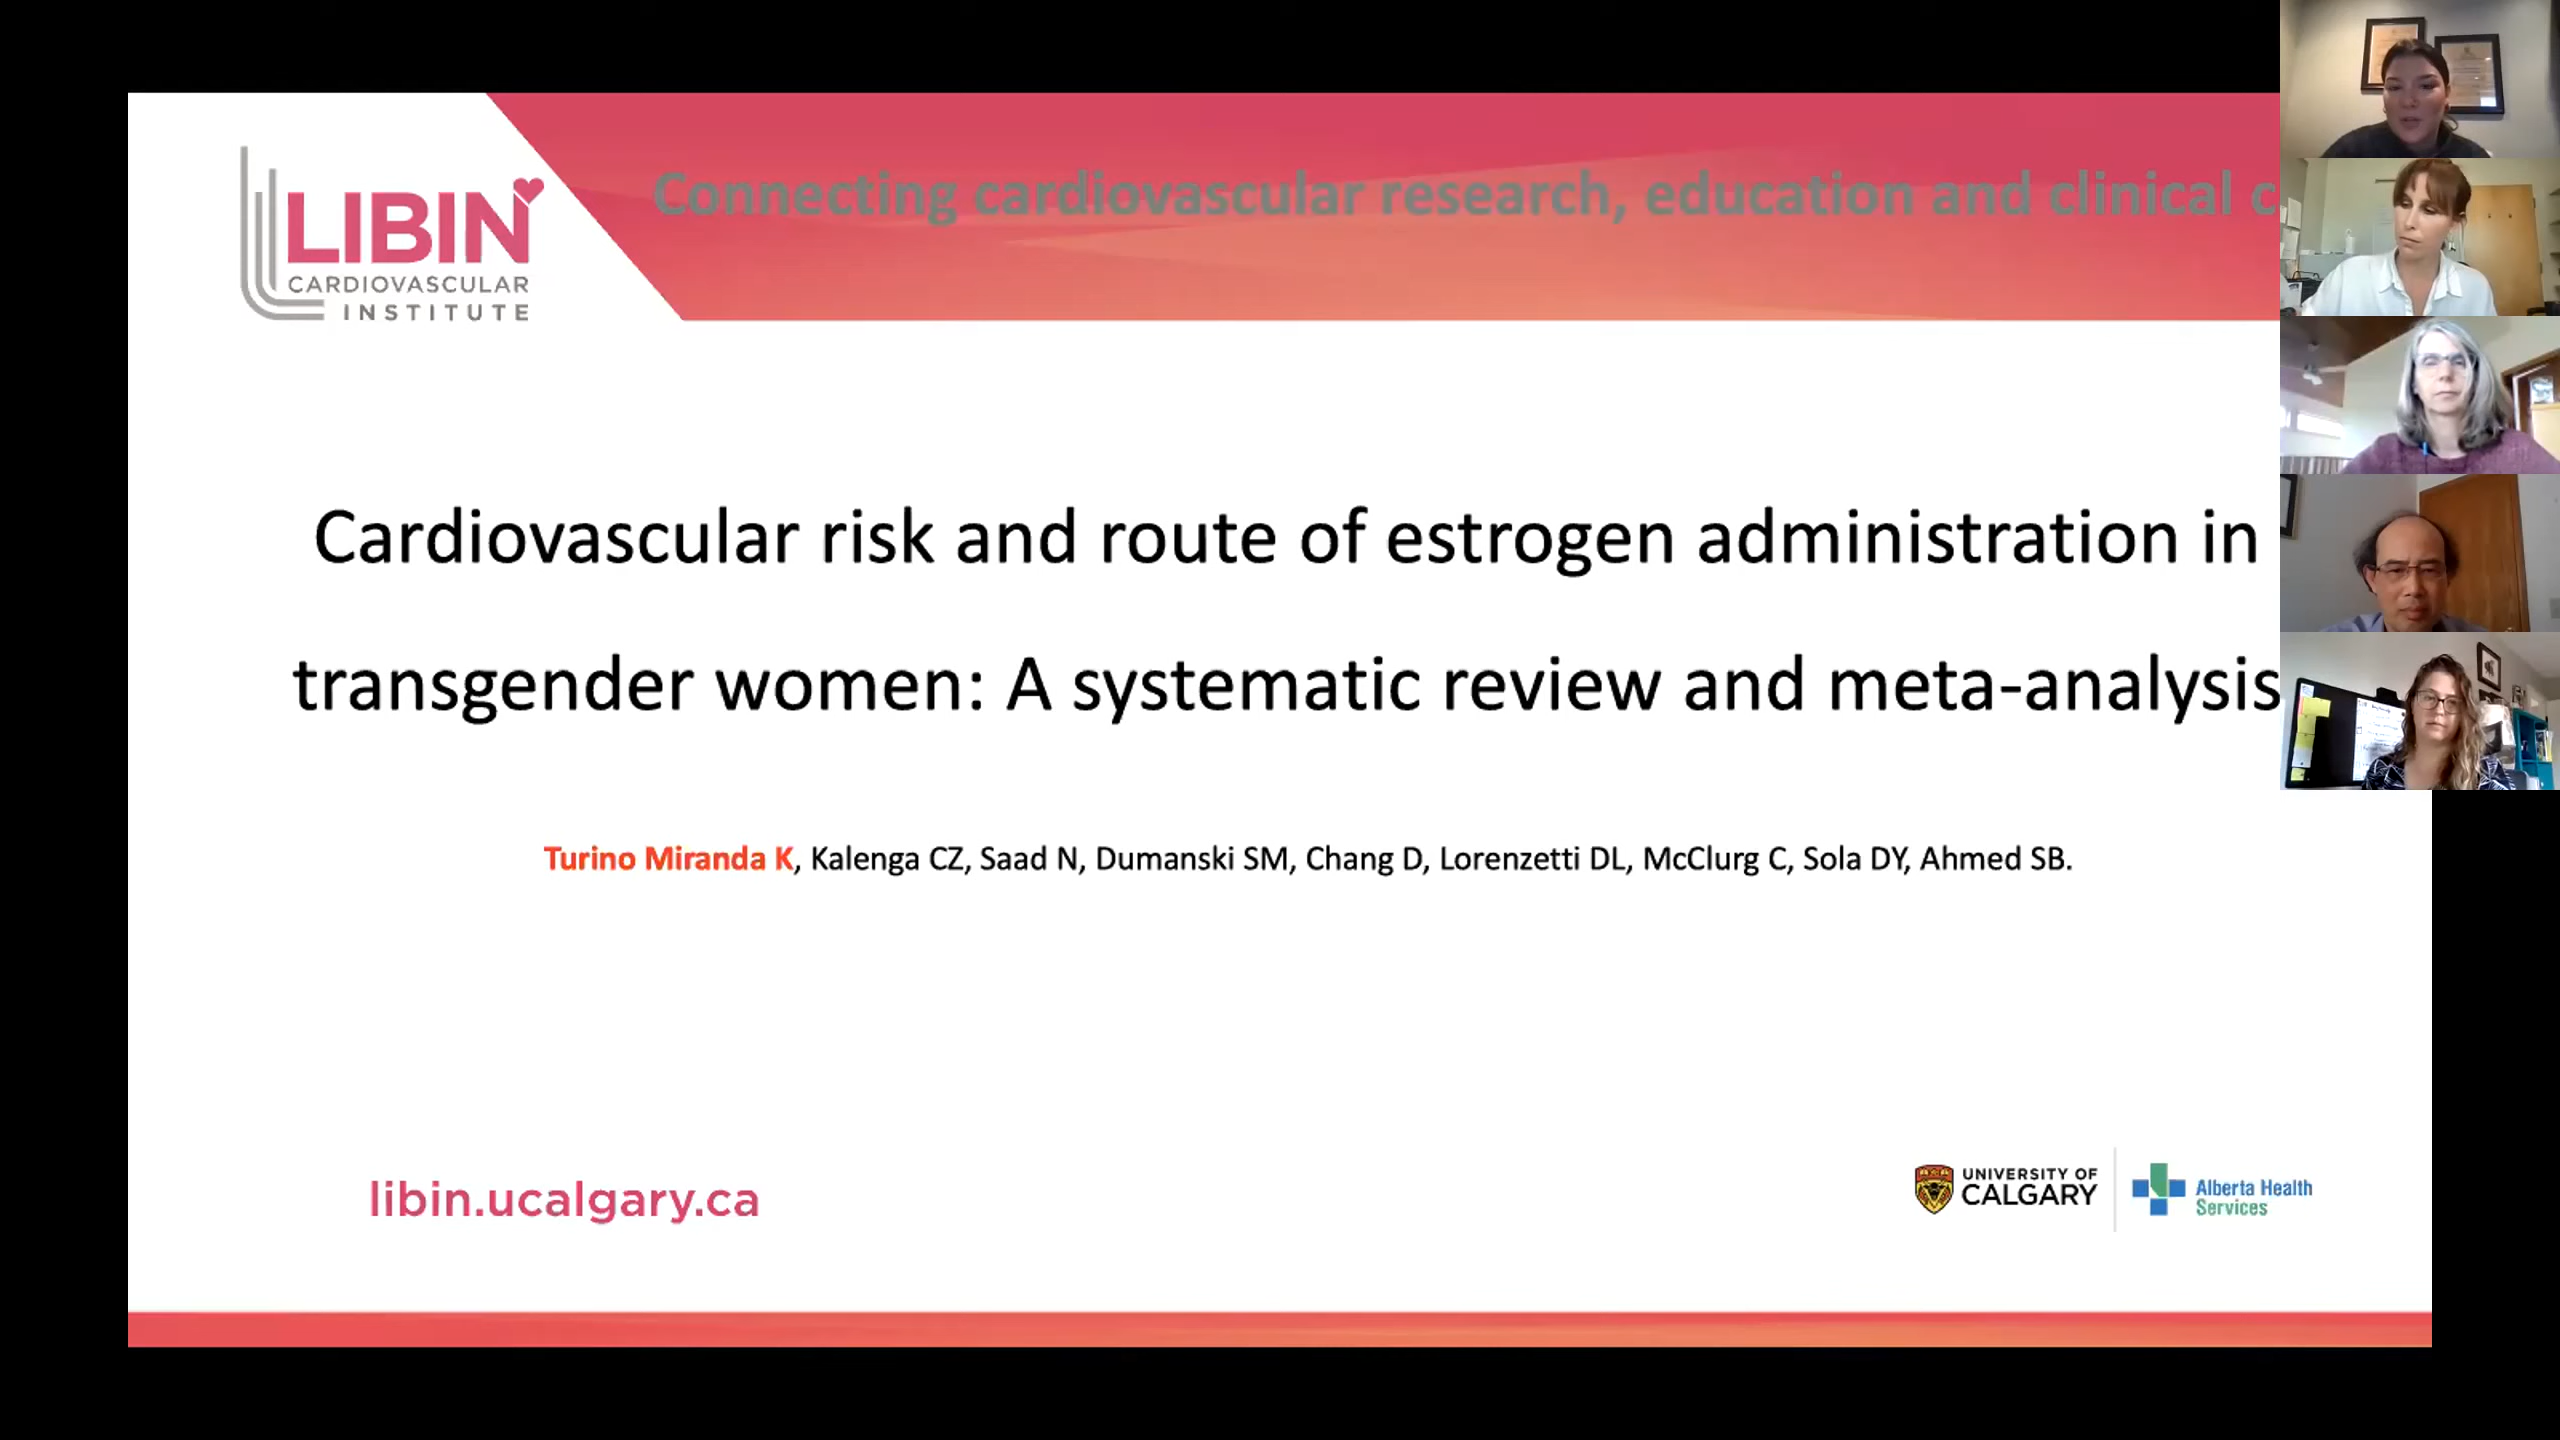 Connecting cardiovascular research, education and clinical c
LIBIN
CARDIOVASCULAR
INSTITUTE
Cardiovascular risk and route of estrogen administration in
transgender women: A systematic review and meta-analysis
Turino Miranda K, Kalenga CZ, Saad N, Dumanski SM, Chang D, Lorenzetti DL, McClurg C, Sola DY, Ahmed SB.
libin.ucalgary.ca
UNIVERSITY OF
CALGARY
Alberta Health
Services